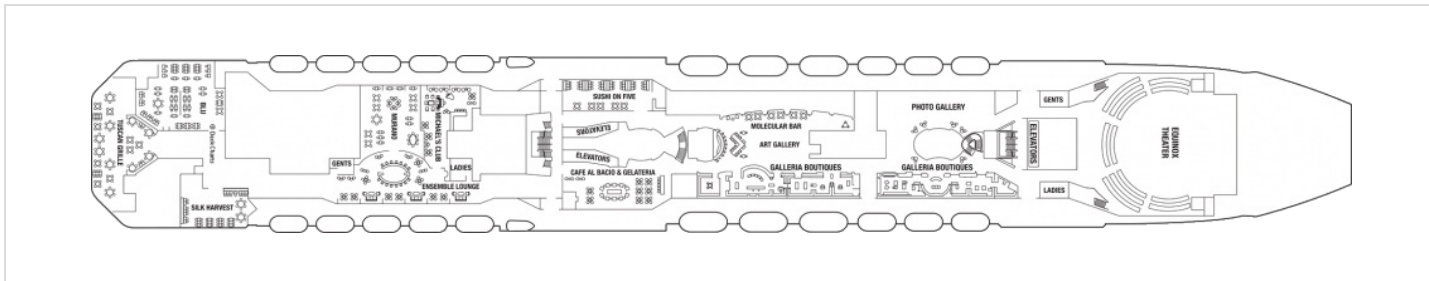 TUSCAN GRILLE
BLU
SILK HARVEST
GENTS
MURANO
MICHAEL'S CLUB
LADIES
ENSEMBLE LOUNGE
SUSHI ON FIVE
ELEVATORS
ELEVATORS
CAFE AL BACIO & GELATERIA
MOLECULAR BAR
ART GALLERY
GALLERIA BOUTIQUES
PHOTO GALLERY
GALLERIA BOUTIQUES
GENTS
ELEVATORS
LADIES
EQUINOX
THEATER